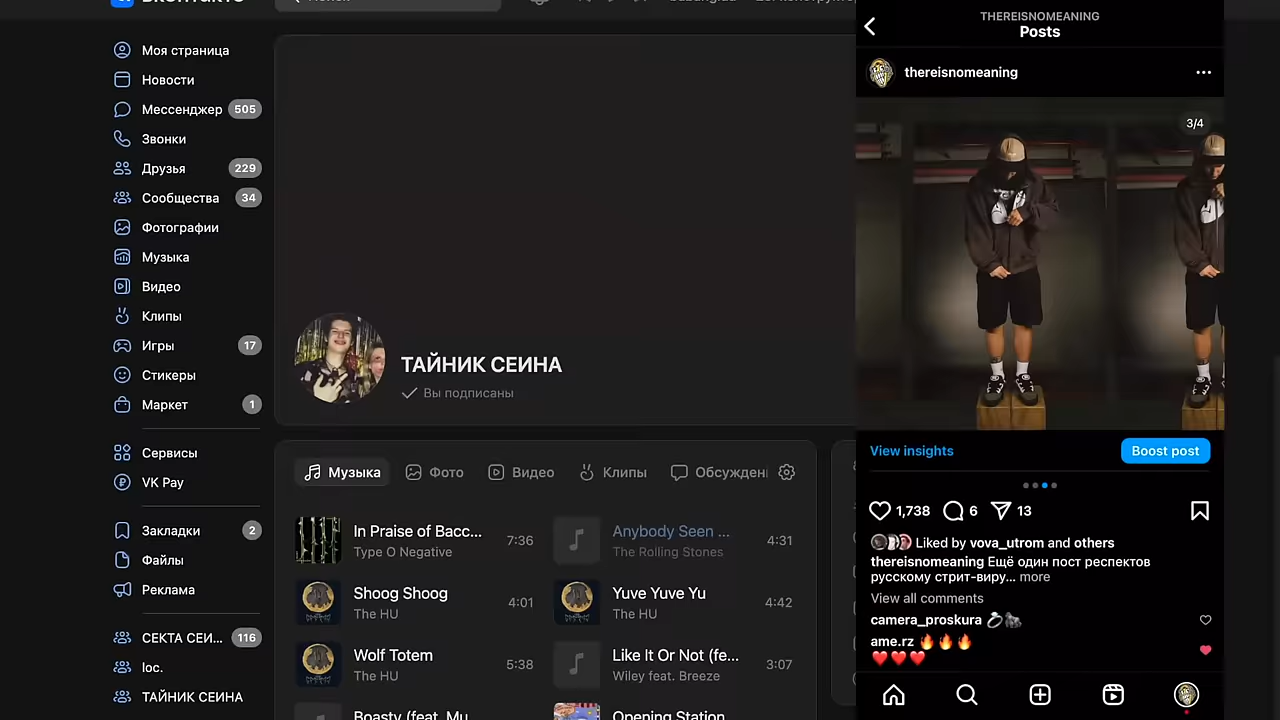 Моя страница
Новости
Мессенджер 505
Звонки
Друзья 229
Сообщества 34
Фотографии
Музыка
Видео
Клипы
Игры 17
Стикеры
Маркет 1
Сервисы
VK Pay
Закладки 2
Файлы
Реклама
СЕКТА СЕИ... 116
loc.
ТАЙНИК СЕИНА
ТАЙНИК СЕИНА
Вы подписаны
Музыка Фото Видео Клипы Обсужден
In Praise of Bacc...
Type O Negative
7:36
Anybody Seen ...
The Rolling Stones
4:31
Shoog Shoog
The HU
4:01
Yuve Yuve Yu
The HU
4:42
Wolf Totem
The HU
5:38
Like It Or Not (fe...
Wiley feat. Breeze
3:07
Boasty (feat. Mu
Opening Station
THEREISNOMEANING
Posts
thereisnomeaning
3/4
View insights
Boost post
1,738 6 13
Liked by vova_utrom and others
thereisnomeaning Ещё один пост респектов
русскому стрит-виру... more
View all comments
camera_proskura
ame.rz